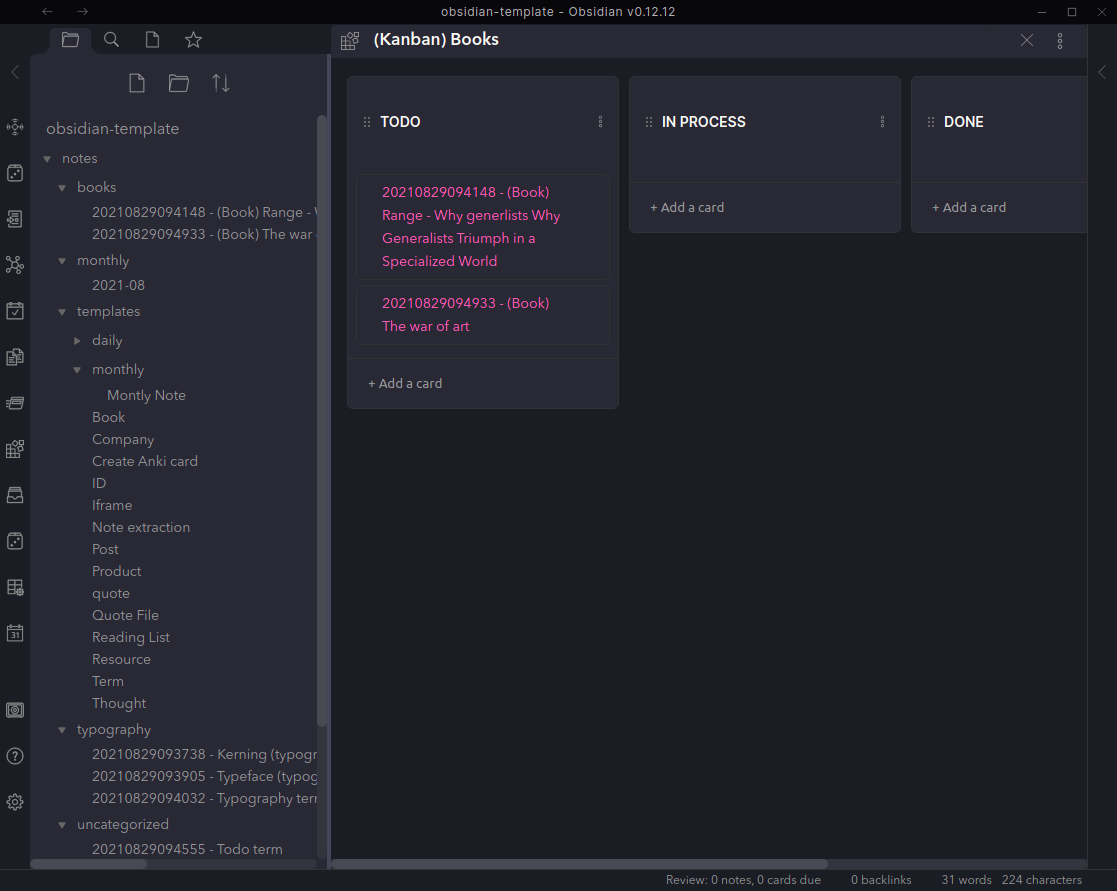 obsidian-template - Obsidian v0.12.12
(Kanban) Books
obsidian-template
notes
books
20210829094148 - (Book) Range -
20210829094933 - (Book) The war
monthly
2021-08
templates
daily
monthly
Montly Note
Book
Company
Create Anki card
ID
Iframe
Note extraction
Post
Product
quote
Quote File
Reading List
Resource
Term
Thought
typography
20210829093738 - Kerning (typogr
20210829093905 - Typeface (typog
20210829094032 - Typography terr
uncategorized
20210829094555 - Todo term
31
TODO
20210829094148 - (Book)
Range - Why generlists Why
Generalists Triumph in a
Specialized World
20210829094933 - (Book)
The war of art
+ Add a card
IN PROCESS
+ Add a card
DONE
+ Add a card
Review: 0 notes, 0 cards due
0 backlinks
31 words
224 characters